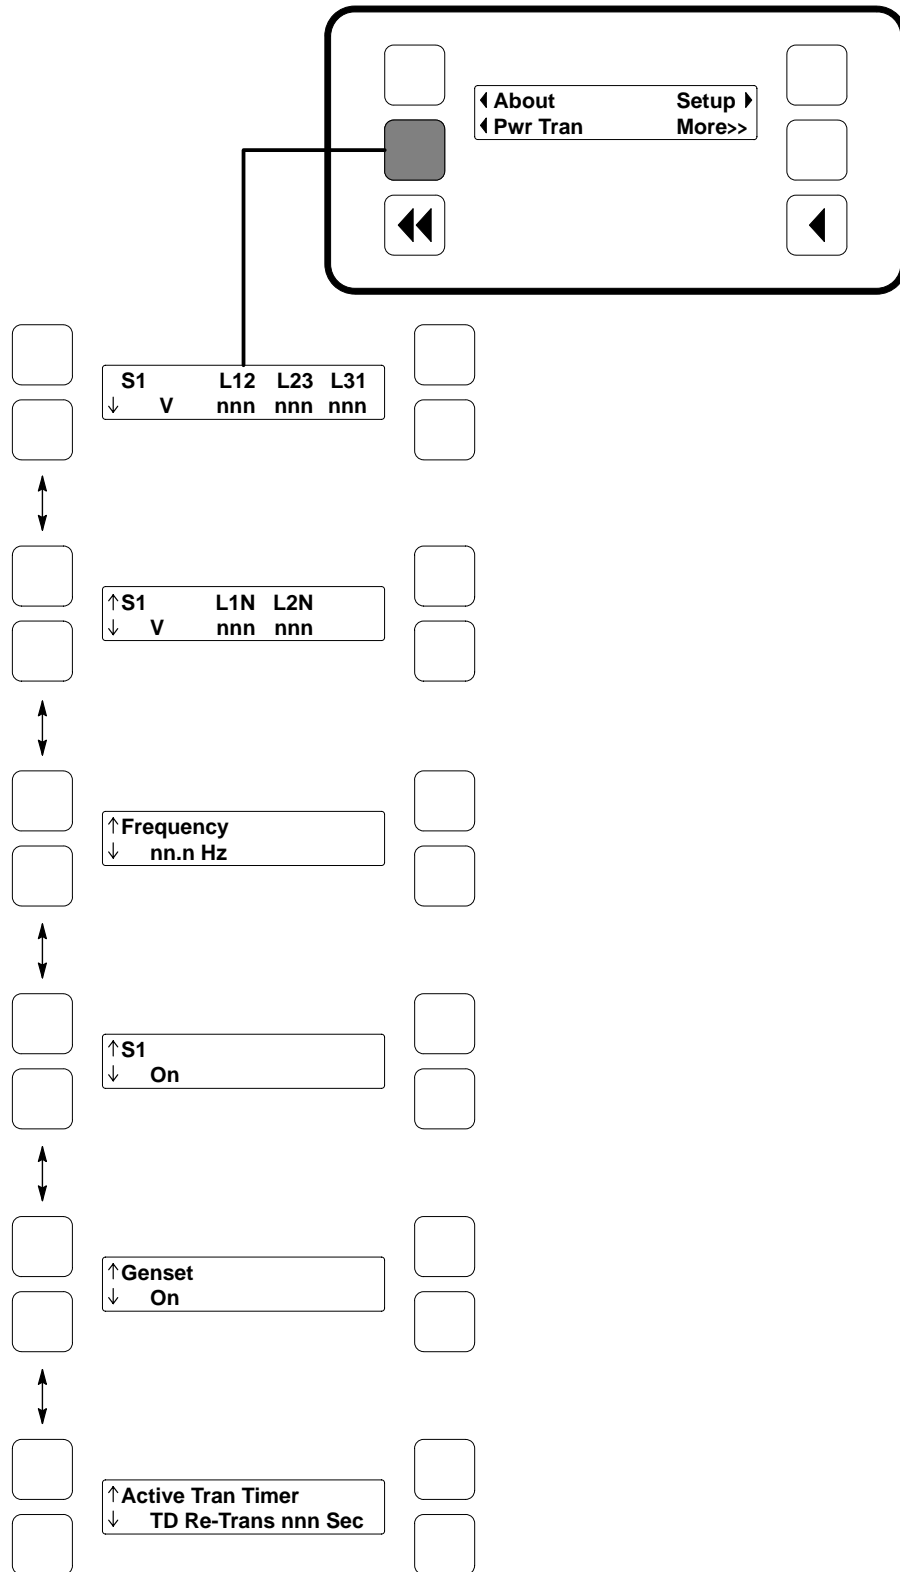 About Setup
Pwr Tran More>>
S1 L12 L23 L31
↓ V nnn nnn nnn
↑S1 L1N L2N
↓ V nnn nnn
↑Frequency
↓ nn.n Hz
↑S1
↓ On
↑Genset
↓ On
↑Active Tran Timer
↓ TD Re-Trans nnn Sec